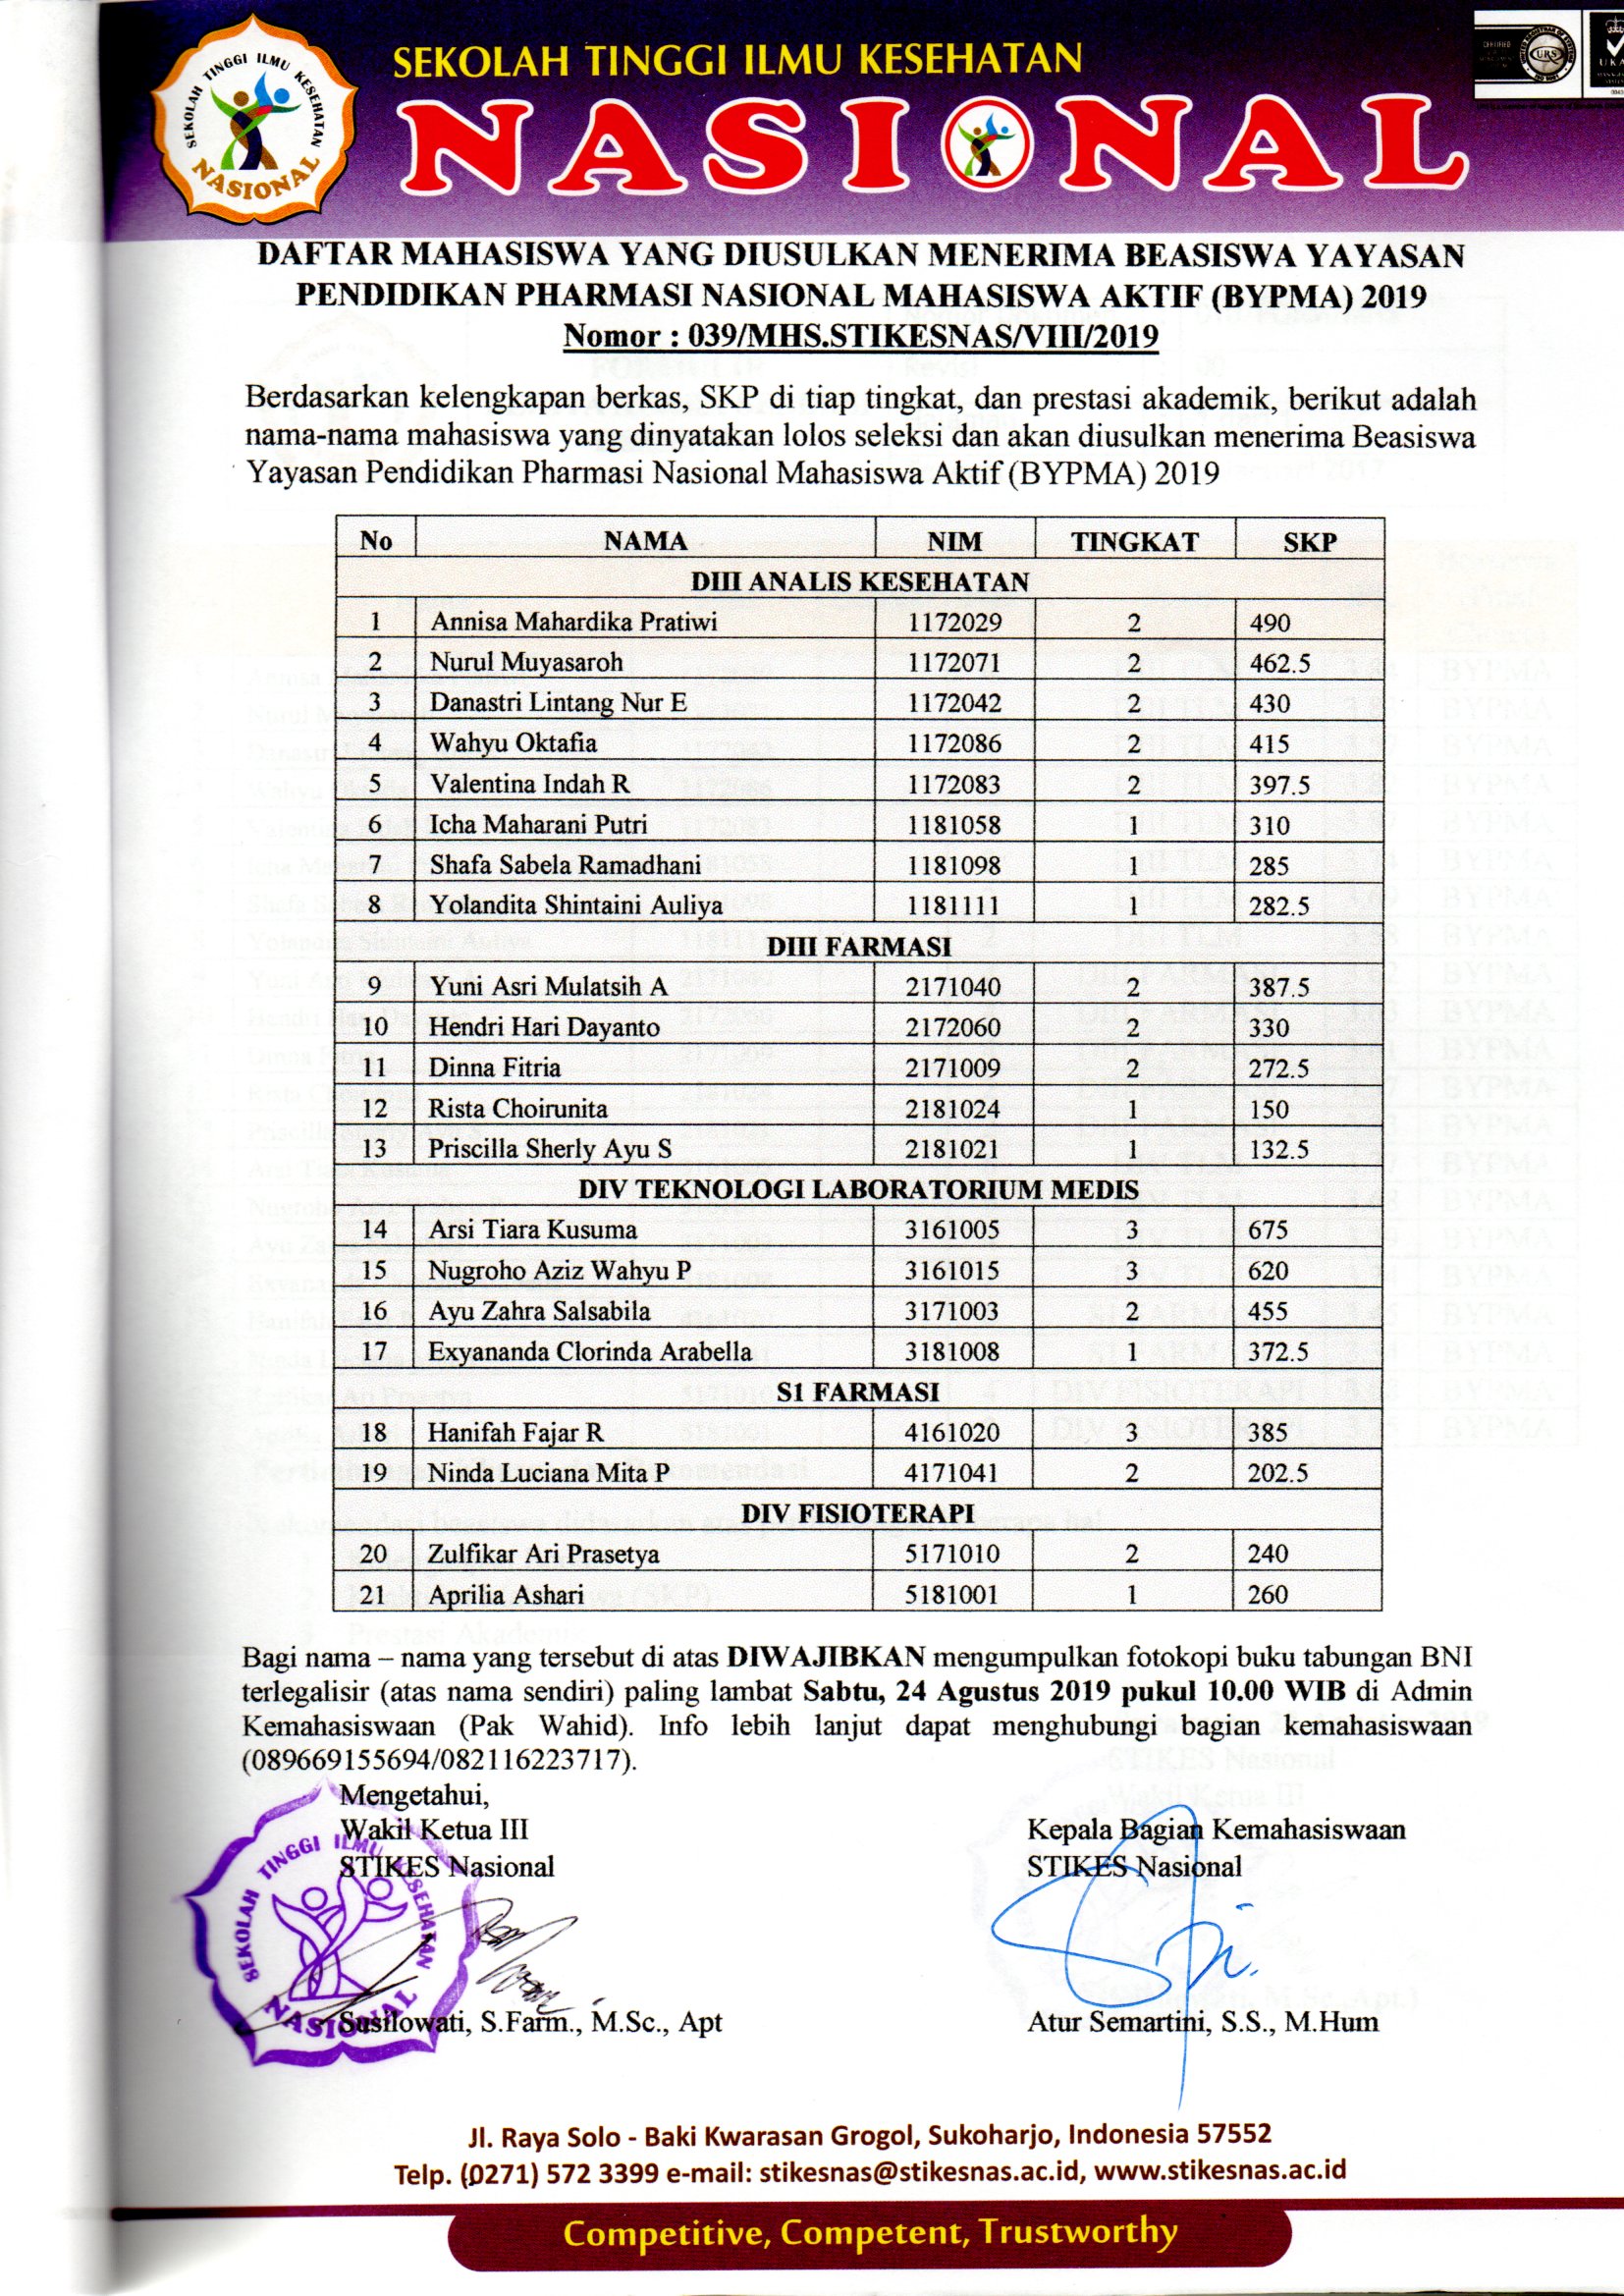 SEKOLAH TINGGI ILMU KESEHATAN
NASIONAL
SEKOLAH TINGGI ILMU KESEHATAN
NASIONAL
URS
UKAS
DAFTAR MAHASISWA YANG DIUSULKAN MENERIMA BEASISWA YAYASAN
PENDIDIKAN PHARMASI NASIONAL MAHASISWA AKTIF (BYPMA) 2019
Nomor : 039/MHS.STIKESNAS/VIII/2019
Berdasarkan kelengkapan berkas, SKP di tiap tingkat, dan prestasi akademik, berikut adalah
nama-nama mahasiswa yang dinyatakan lolos seleksi dan akan diusulkan menerima Beasiswa
Yayasan Pendidikan Pharmasi Nasional Mahasiswa Aktif (BYPMA) 2019
No NAMA NIM TINGKAT SKP
DIII ANALIS KESEHATAN
1 Annisa Mahardika Pratiwi 1172029 2 490
2 Nurul Muyasaroh 1172071 2 462.5
3 Danastri Lintang Nur E 1172042 2 430
4 Wahyu Oktafia 1172086 2 415
5 Valentina Indah R 1172083 2 397.5
6 Icha Maharani Putri 1181058 1 310
7 Shafa Sabela Ramadhani 1181098 1 285
8 Yolandita Shintaini Auliya 1181111 1 282.5
DIII FARMASI
9 Yuni Asri Mulatsih A 2171040 2 387.5
10 Hendri Hari Dayanto 2172060 2 330
11 Dinna Fitria 2171009 2 272.5
12 Rista Choirunita 2181024 1 150
13 Priscilla Sherly Ayu S 2181021 1 132.5
DIV TEKNOLOGI LABORATORIUM MEDIS
14 Arsi Tiara Kusuma 3161005 3 675
15 Nugroho Aziz Wahyu P 3161015 3 620
16 Ayu Zahra Salsabila 3171003 2 455
17 Exyananda Clorinda Arabella 3181008 1 372.5
S1 FARMASI
18 Hanifah Fajar R 4161020 3 385
19 Ninda Luciana Mita P 4171041 2 202.5
DIV FISIOTERAPI
20 Zulfikar Ari Prasetya 5171010 2 240
21 Aprilia Ashari 5181001 1 260
Bagi nama – nama yang tersebut di atas DIWAJIBKAN mengumpulkan fotokopi buku tabungan BNI
terlegalisir (atas nama sendiri) paling lambat Sabtu, 24 Agustus 2019 pukul 10.00 WIB di Admin
Kemahasiswaan (Pak Wahid). Info lebih lanjut dapat menghubungi bagian kemahasiswaan
(089669155694/082116223717).
Mengetahui,
Wakil Ketua III
STIKES Nasional
Kepala Bagian Kemahasiswaan
STIKES Nasional
SEKOLAH TINGGI ILMU KESEHATAN
NASIONAL
Susilowati, S.Farm., M.Sc., Apt
Atur Semartini, S.S., M.Hum
Jl. Raya Solo - Baki Kwarasan Grogol, Sukoharjo, Indonesia 57552
Telp. (0271) 572 3399 e-mail: stikesnas@stikesnas.ac.id, www.stikesnas.ac.id
Competitive, Competent, Trustworthy